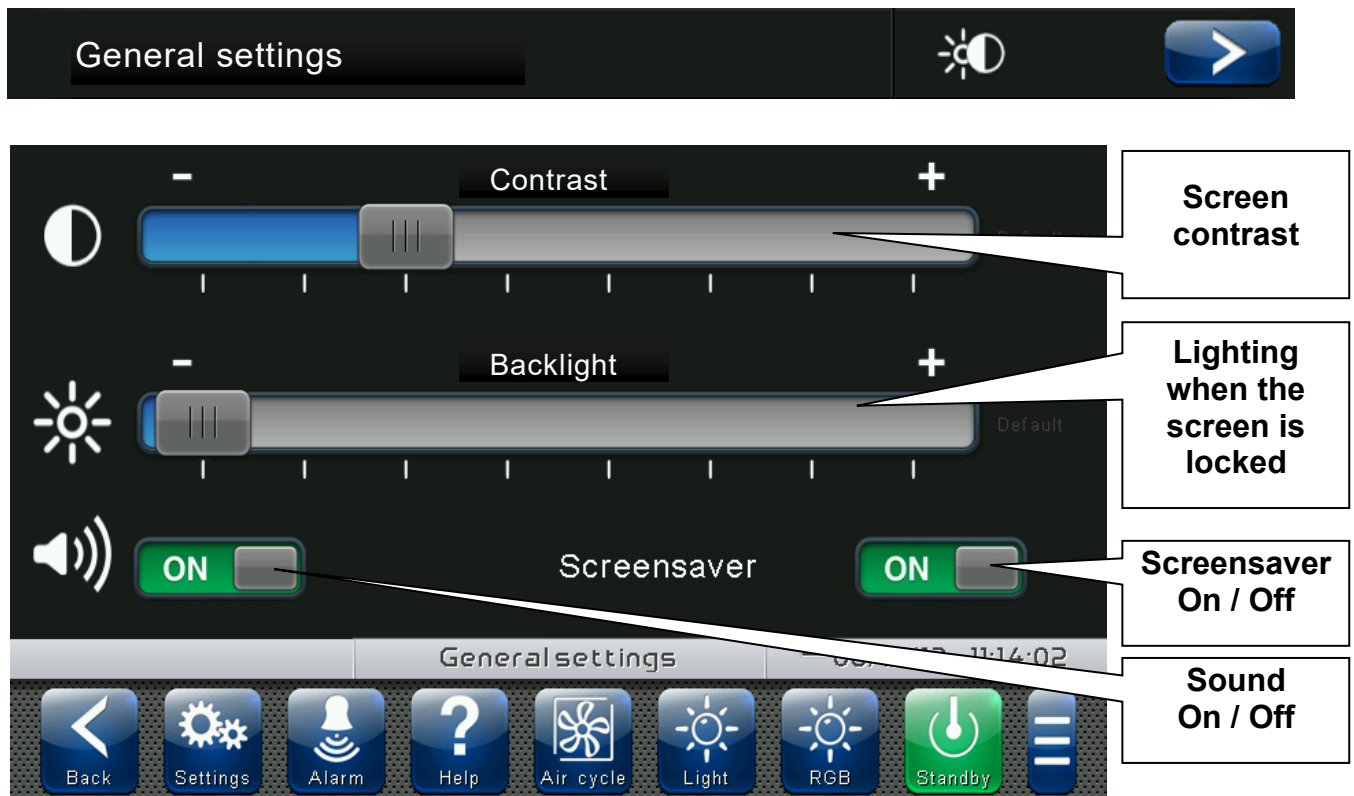 General settings
- Contrast +
Screen
contrast
Default
- Backlight +
Lighting
when the
screen is
locked
Default
ON Screensaver ON
Screensaver
On / Off
General settings 11:14:02
Sound
On / Off
Back Settings Alarm Help Air cycle Light RGB Standby